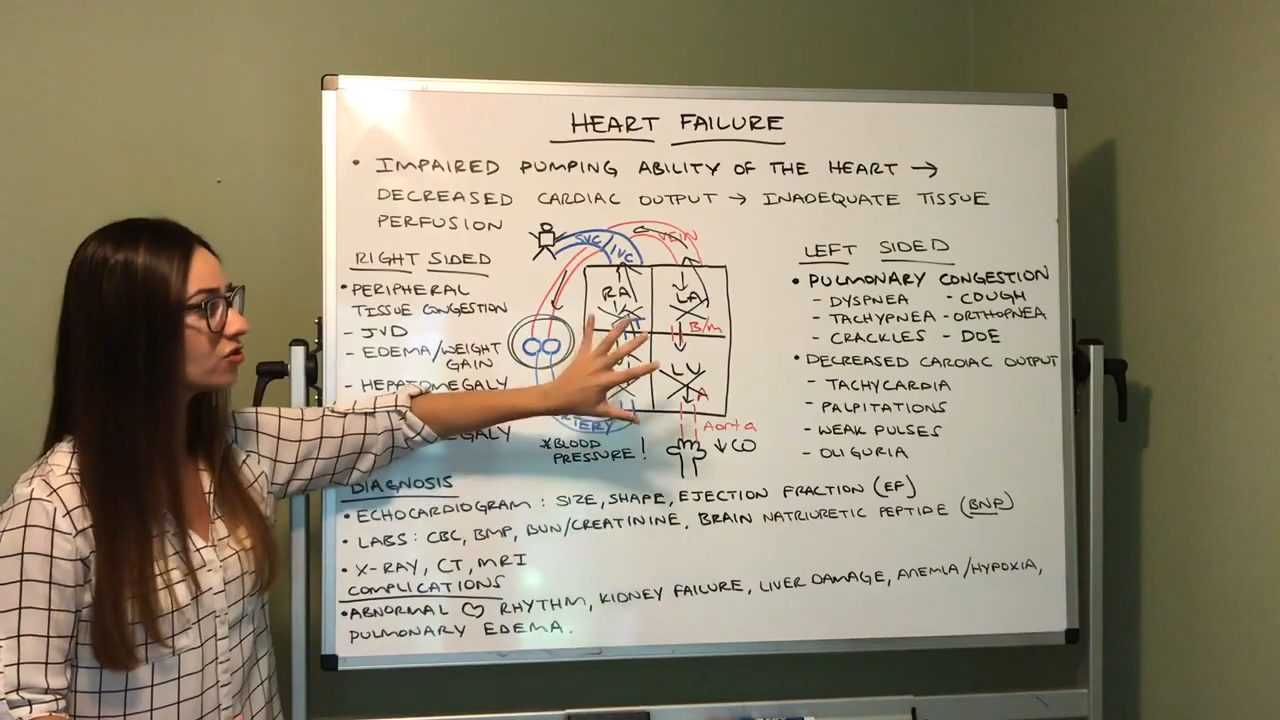 HEART FAILURE
• IMPAIRED PUMPING ABILITY OF THE HEART →
DECREASED CARDIAC OUTPUT → INADEQUATE TISSUE
PERFUSION
RIGHT SIDED
• PERIPHERAL
TISSUE CONGESTION
- JVD
- EDEMA/WEIGHT
GAIN
- HEPATOMEGALY
SVC
IVC
VEIN
RA
LA
B/M
LV
A
Aorta
↓ CO
*BLOOD
PRESSURE!
LEFT SIDED
• PULMONARY CONGESTION
- DYSPNEA - COUGH
- TACHYPNEA - ORTHOPNEA
- CRACKLES - DOE
• DECREASED CARDIAC OUTPUT
- TACHYCARDIA
- PALPITATIONS
- WEAK PULSES
- OLIGURIA
DIAGNOSIS
• ECHOCARDIOGRAM: SIZE, SHAPE, EJECTION FRACTION (EF)
• LABS: CBC, BMP, BUN/CREATININE, BRAIN NATRIURETIC PEPTIDE (BNP)
• X-RAY, CT, MRI
COMPLICATIONS
• ABNORMAL ♡ RHYTHM, KIDNEY FAILURE, LIVER DAMAGE, ANEMIA/HYPOXIA,
PULMONARY EDEMA.